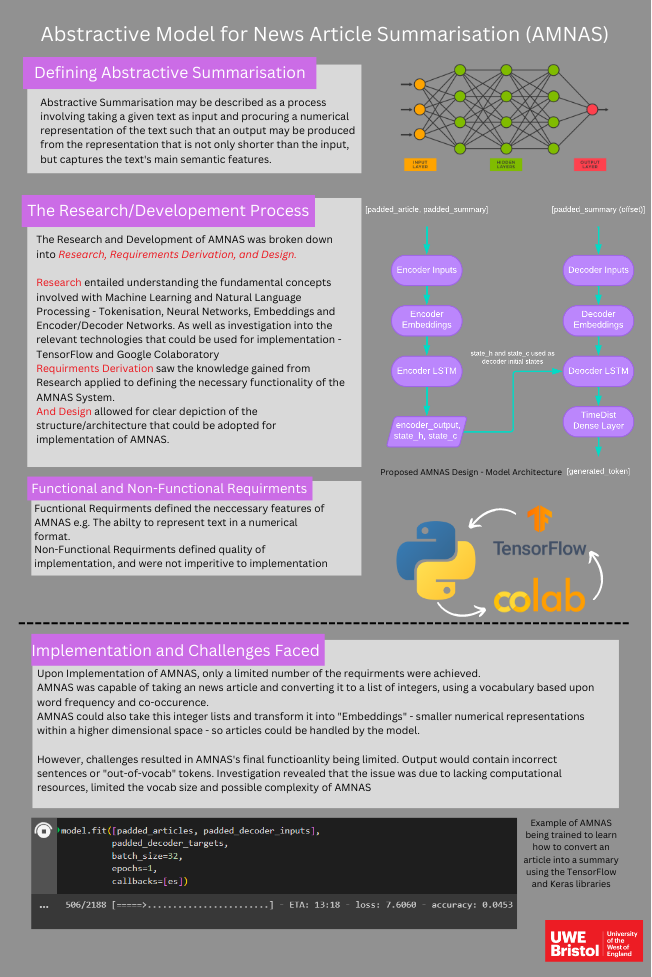 Abstractive Model for News Article Summarisation (AMNAS)
Defining Abstractive Summarisation
Abstractive Summarisation may be described as a process
involving taking a given text as input and procuring a numerical
representation of the text such that an output may be produced
from the representation that is not only shorter than the input,
but captures the text's main semantic features.
INPUT
LAYER
HIDDEN
LAYERS
OUTPUT
LAYER
The Research/Developement Process
The Research and Development of AMNAS was broken down
into Research, Requirements Derivation, and Design.
Research entailed understanding the fundamental concepts
involved with Machine Learning and Natural Language
Processing - Tokenisation, Neural Networks, Embeddings and
Encoder/Decoder Networks. As well as investigation into the
relevant technologies that could be used for implementation -
TensorFlow and Google Colaboratory
Requirments Derivation saw the knowledge gained from
Research applied to defining the necessary functionality of the
AMNAS System.
And Design allowed for clear depiction of the
structure/architecture that could be adopted for
implementation of AMNAS.
[padded_article, padded_summary]
Encoder Inputs
Encoder
Embeddings
Encoder LSTM
encoder_output,
state_h, state_c
state_h and state_c used as
decoder initial states
[padded_summary (offset)]
Decoder Inputs
Decoder
Embeddings
Deocder LSTM
TimeDist
Dense Layer
Proposed AMNAS Design - Model Architecture
[generated_token]
Functional and Non-Functional Requirments
Fucntional Requirments defined the neccessary features of
AMNAS e.g. The abilty to represent text in a numerical
format.
Non-Functional Requirments defined quality of
implementation, and were not imperitive to implementation
TensorFlow
colab
Implementation and Challenges Faced
Upon Implementation of AMNAS, only a limited number of the requirments were achieved.
AMNAS was capable of taking an news article and converting it to a list of integers, using a vocabulary based upon
word frequency and co-occurence.
AMNAS could also take this integer lists and transform it into "Embeddings" - smaller numerical representations
within a higher dimensional space - so articles could be handled by the model.
However, challenges resulted in AMNAS's final functioanlity being limited. Output would contain incorrect
sentences or "out-of-vocab" tokens. Investigation revealed that the issue was due to lacking computational
resources, limited the vocab size and possible complexity of AMNAS
model.fit([padded_articles, padded_decoder_inputs],
padded_decoder_targets,
batch_size=32,
epochs=1,
callbacks=[es])
... 506/2188 [=====>........................] - ETA: 13:18 - loss: 7.6060 - accuracy: 0.0453
Example of AMNAS
being trained to learn
how to convert an
article into a summary
using the TensorFlow
and Keras libraries
UWE
Bristol
University
of the
West of
England